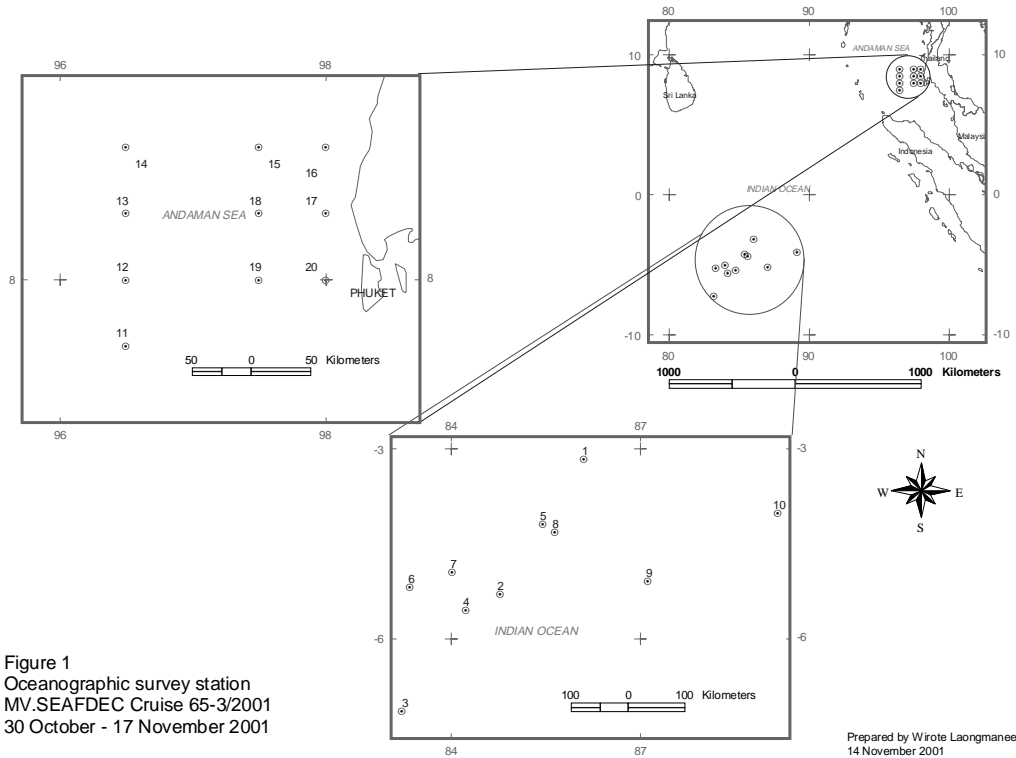 96 98
14 15
16
13 18 17
ANDAMAN SEA
12 19 20
8 8
PHUKET
11
50 0 50 Kilometers
96 98
80 90 100
ANDAMAN SEA
10 10
Thailand
Sri Lanka
Malaysi
Indonesia
INDIAN OCEAN
0 0
-10 -10
80 90 100
1000 0 1000 Kilometers
84 87
-3 -3
1
10
5
8
7
6 2 9
4
INDIAN OCEAN
-6 -6
100 0 100 Kilometers
3
84 87
N
W E
S
Figure 1
Oceanographic survey station
MV.SEAFDEC Cruise 65-3/2001
30 October - 17 November 2001
Prepared by Wirote Laongmanee
14 November 2001